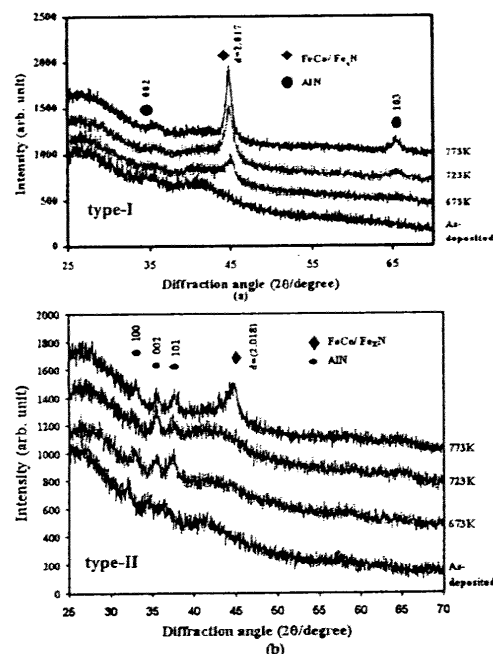 2500
2000
1500
1000
500
0
Intensity (arb. unit)
002
d=2.017
FeCo/ FexN
AlN
103
773K
723K
673K
As-deposited
type-I
25 35 45 55 65
Diffraction angle (2θ/degree)
(a)
1800
1600
1400
1200
1000
800
600
400
200
0
Intensity (arb. unit)
100
002
101
d=(2.018)
FeCo/ FexN
AlN
773K
723K
673K
As-deposited
type-II
25 30 35 40 45 50 55 60 65 70
Diffraction angle (2θ/degree)
(b)